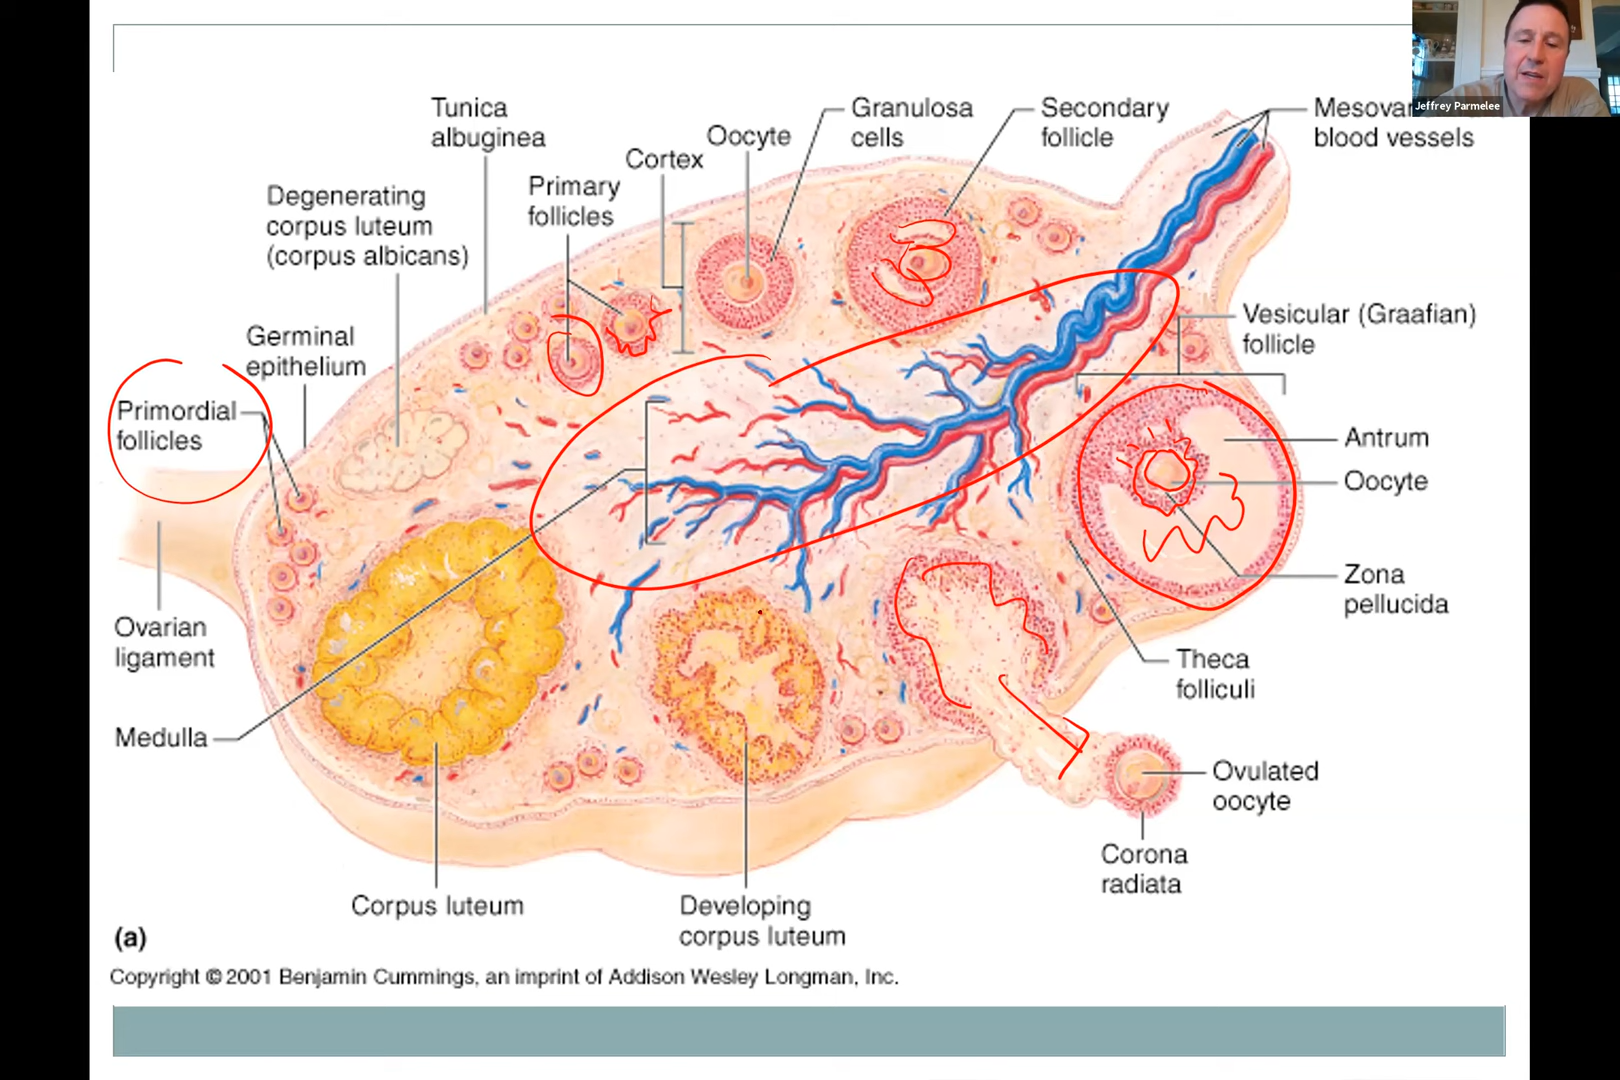 Jeffrey Parmelee
Tunica
albuginea
Granulosa
cells
Secondary
follicle
blood vessels
Oocyte
Cortex
Primary
follicles
Degenerating
corpus luteum
(corpus albicans)
Germinal
epithelium
Vesicular (Graafian)
follicle
Primordial
follicles
Antrum
Oocyte
Zona
pellucida
Ovarian
ligament
Theca
folliculi
Medulla
Ovulated
oocyte
Corona
radiata
Corpus luteum
Developing
corpus luteum
(a)
Copyright © 2001 Benjamin Cummings, an imprint of Addison Wesley Longman, Inc.